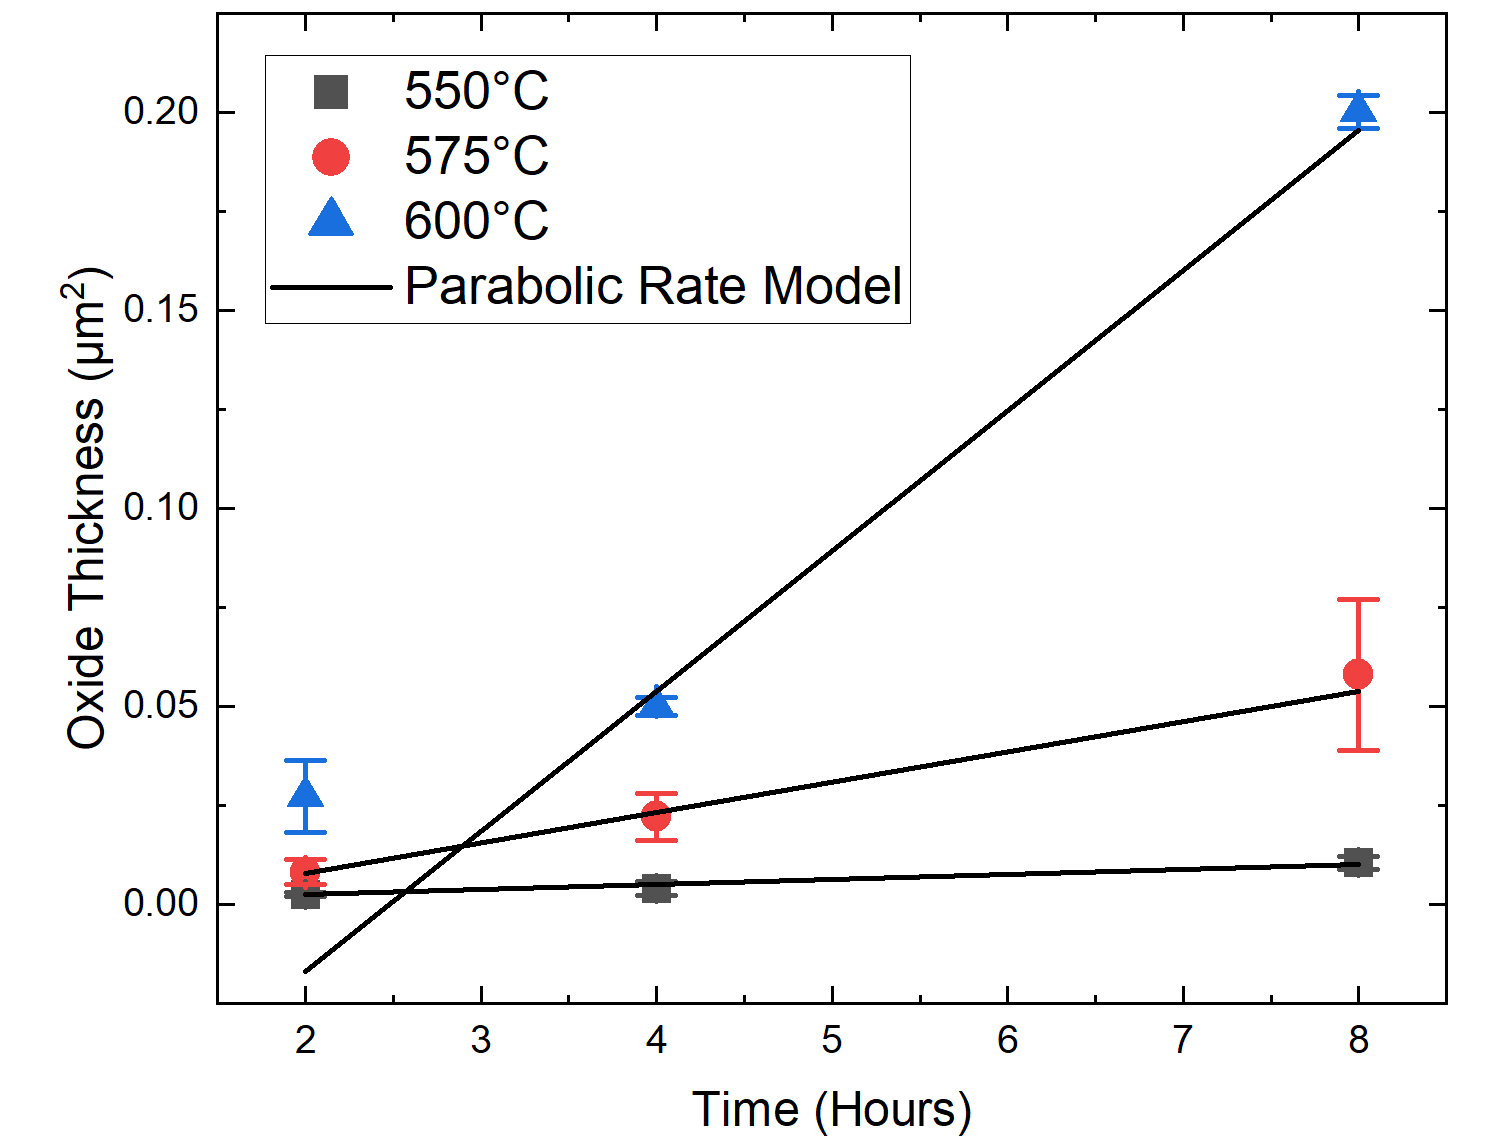 550°C
575°C
600°C
Parabolic Rate Model
0.20
0.15
0.10
0.05
0.00
Oxide Thickness (μm²)
2 3 4 5 6 7 8
Time (Hours)